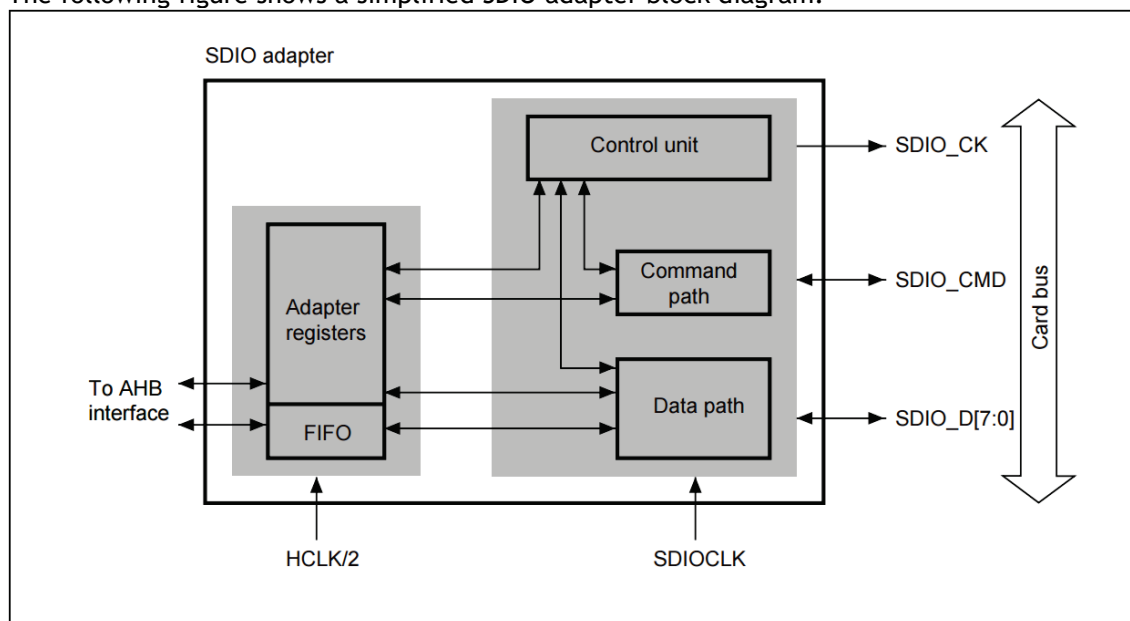 The following figure shows a simplified SDIO adapter block diagram.
SDIO adapter
Control unit
SDIO_CK
Adapter
registers
Command
path
SDIO_CMD
Card bus
To AHB
interface
FIFO
Data path
SDIO_D[7:0]
HCLK/2
SDIOCLK